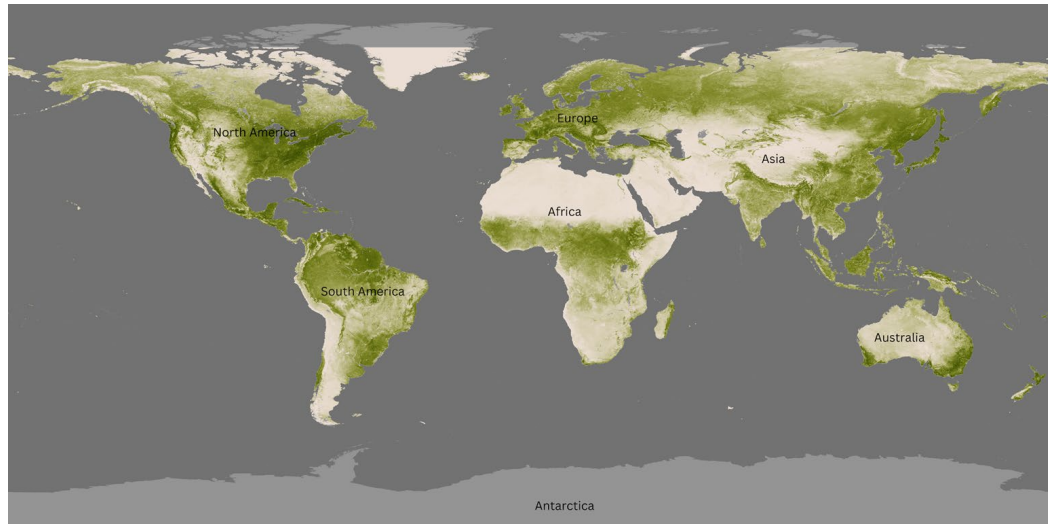 North America
Europe
Asia
Africa
South America
Australia
Antarctica